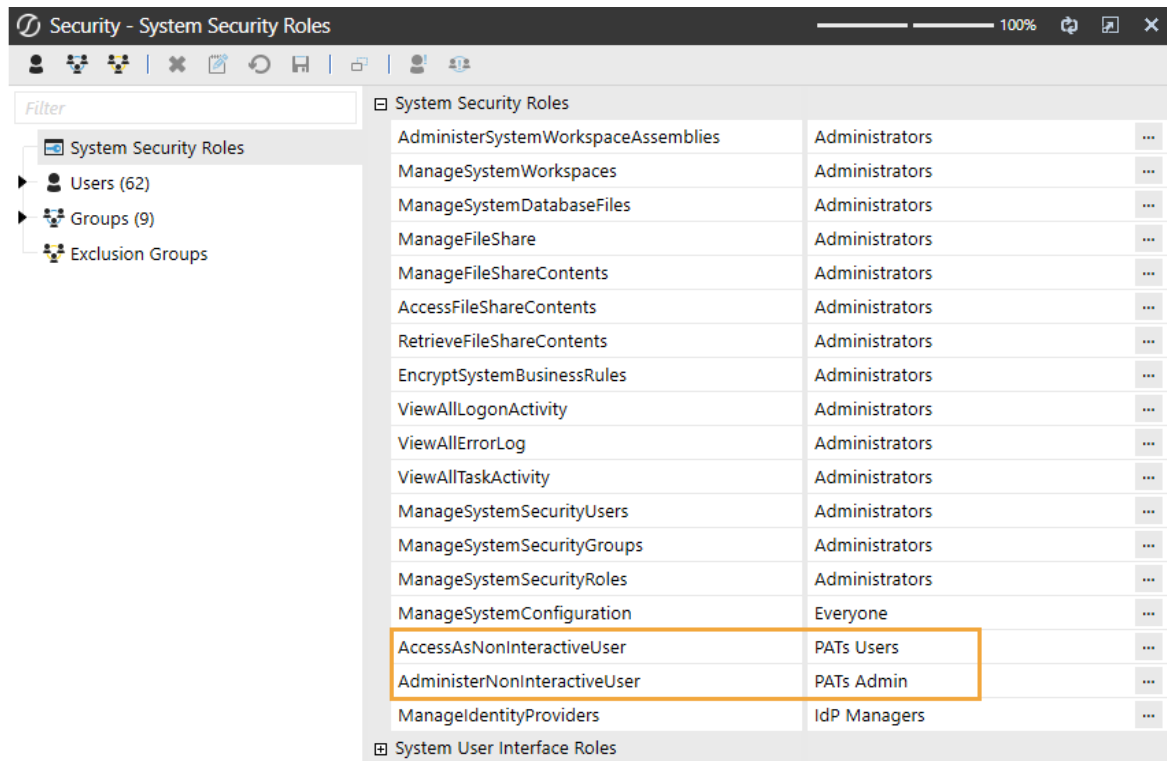 Security - System Security Roles
100%
Filter
System Security Roles
Users (62)
Groups (9)
Exclusion Groups
System Security Roles
AdministerSystemWorkspaceAssemblies Administrators ...
ManageSystemWorkspaces Administrators ...
ManageSystemDatabaseFiles Administrators ...
ManageFileShare Administrators ...
ManageFileShareContents Administrators ...
AccessFileShareContents Administrators ...
RetrieveFileShareContents Administrators ...
EncryptSystemBusinessRules Administrators ...
ViewAllLogonActivity Administrators ...
ViewAllErrorLog Administrators ...
ViewAllTaskActivity Administrators ...
ManageSystemSecurityUsers Administrators ...
ManageSystemSecurityGroups Administrators ...
ManageSystemSecurityRoles Administrators ...
ManageSystemConfiguration Everyone ...
AccessAsNonInteractiveUser PATs Users ...
AdministerNonInteractiveUser PATs Admin ...
ManageIdentityProviders IdP Managers ...
System User Interface Roles